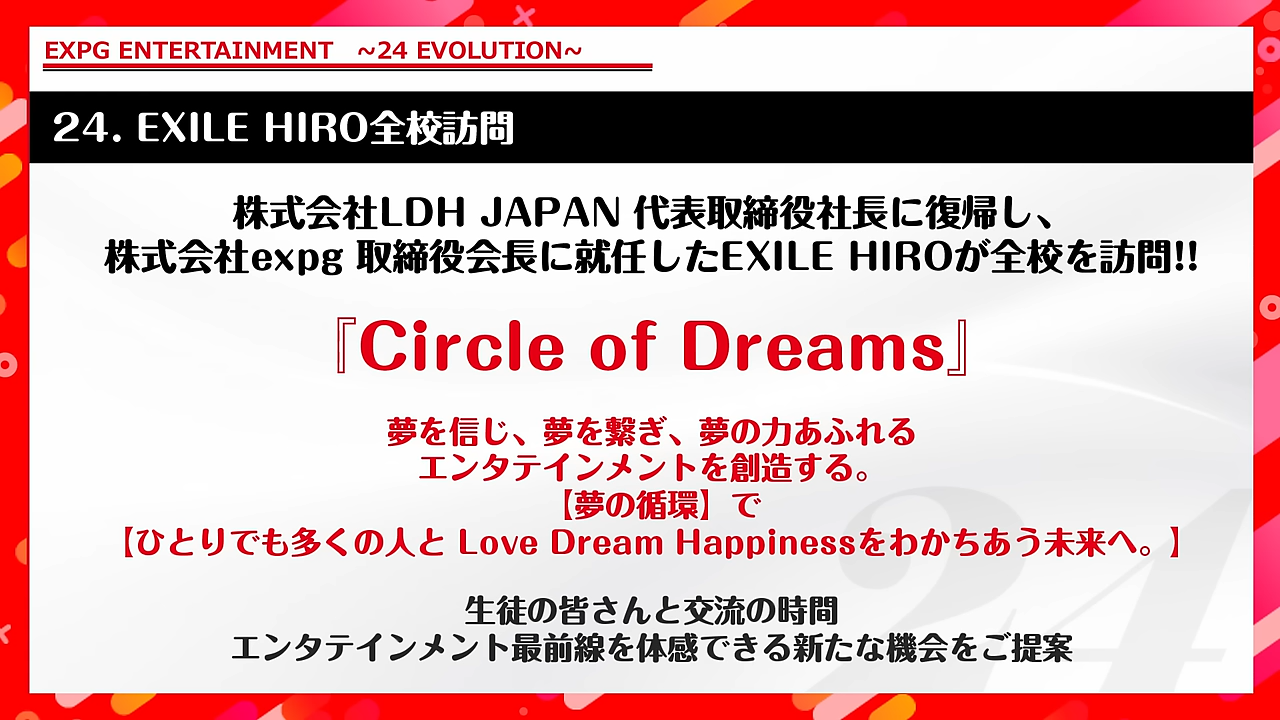 EXPG ENTERTAINMENT ~24 EVOLUTION~
24. EXILE HIRO全校訪問
株式会社LDH JAPAN 代表取締役社長に復帰し、
株式会社expg 取締役会長に就任したEXILE HIROが全校を訪問!!
『Circle of Dreams』
夢を信じ、夢を繋ぎ、夢の力あふれる
エンタテインメントを創造する。
【夢の循環】で
【ひとりでも多くの人と Love Dream Happinessをわかちあう未来へ。】
生徒の皆さんと交流の時間
エンタテインメント最前線を体感できる新たな機会をご提案
24